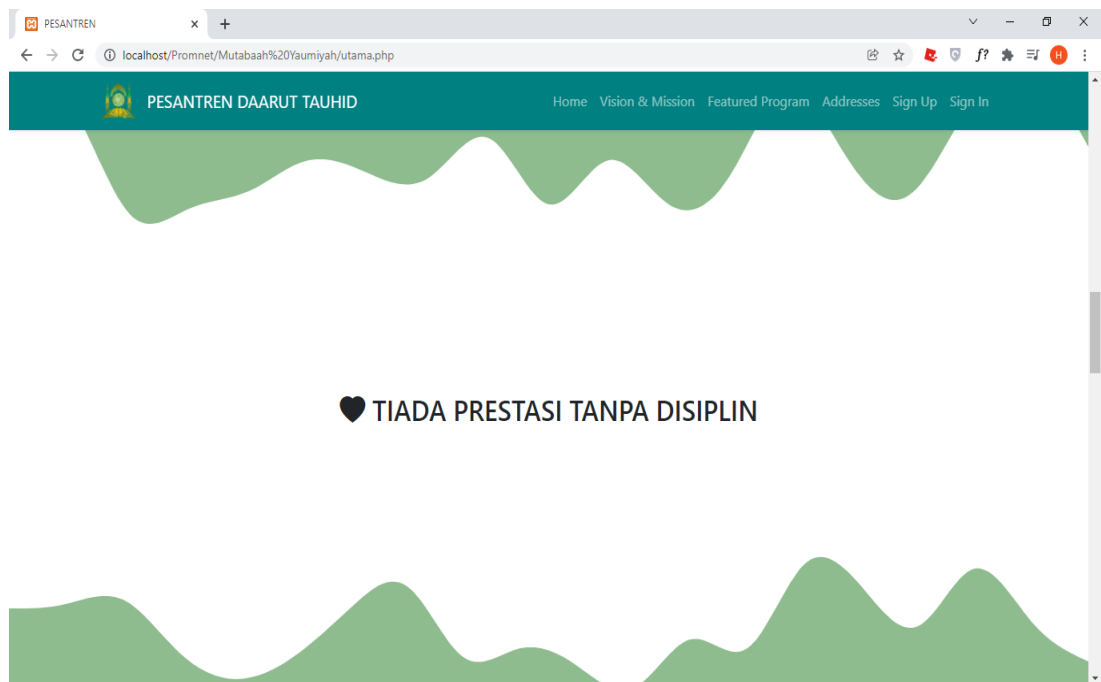 PESANTREN
localhost/Promnet/Mutabaah%20Yaumiyah/utama.php
f?
H
PESANTREN DAARUT TAUHID
Home Vision & Mission Featured Program Addresses Sign Up Sign In
TIADA PRESTASI TANPA DISIPLIN